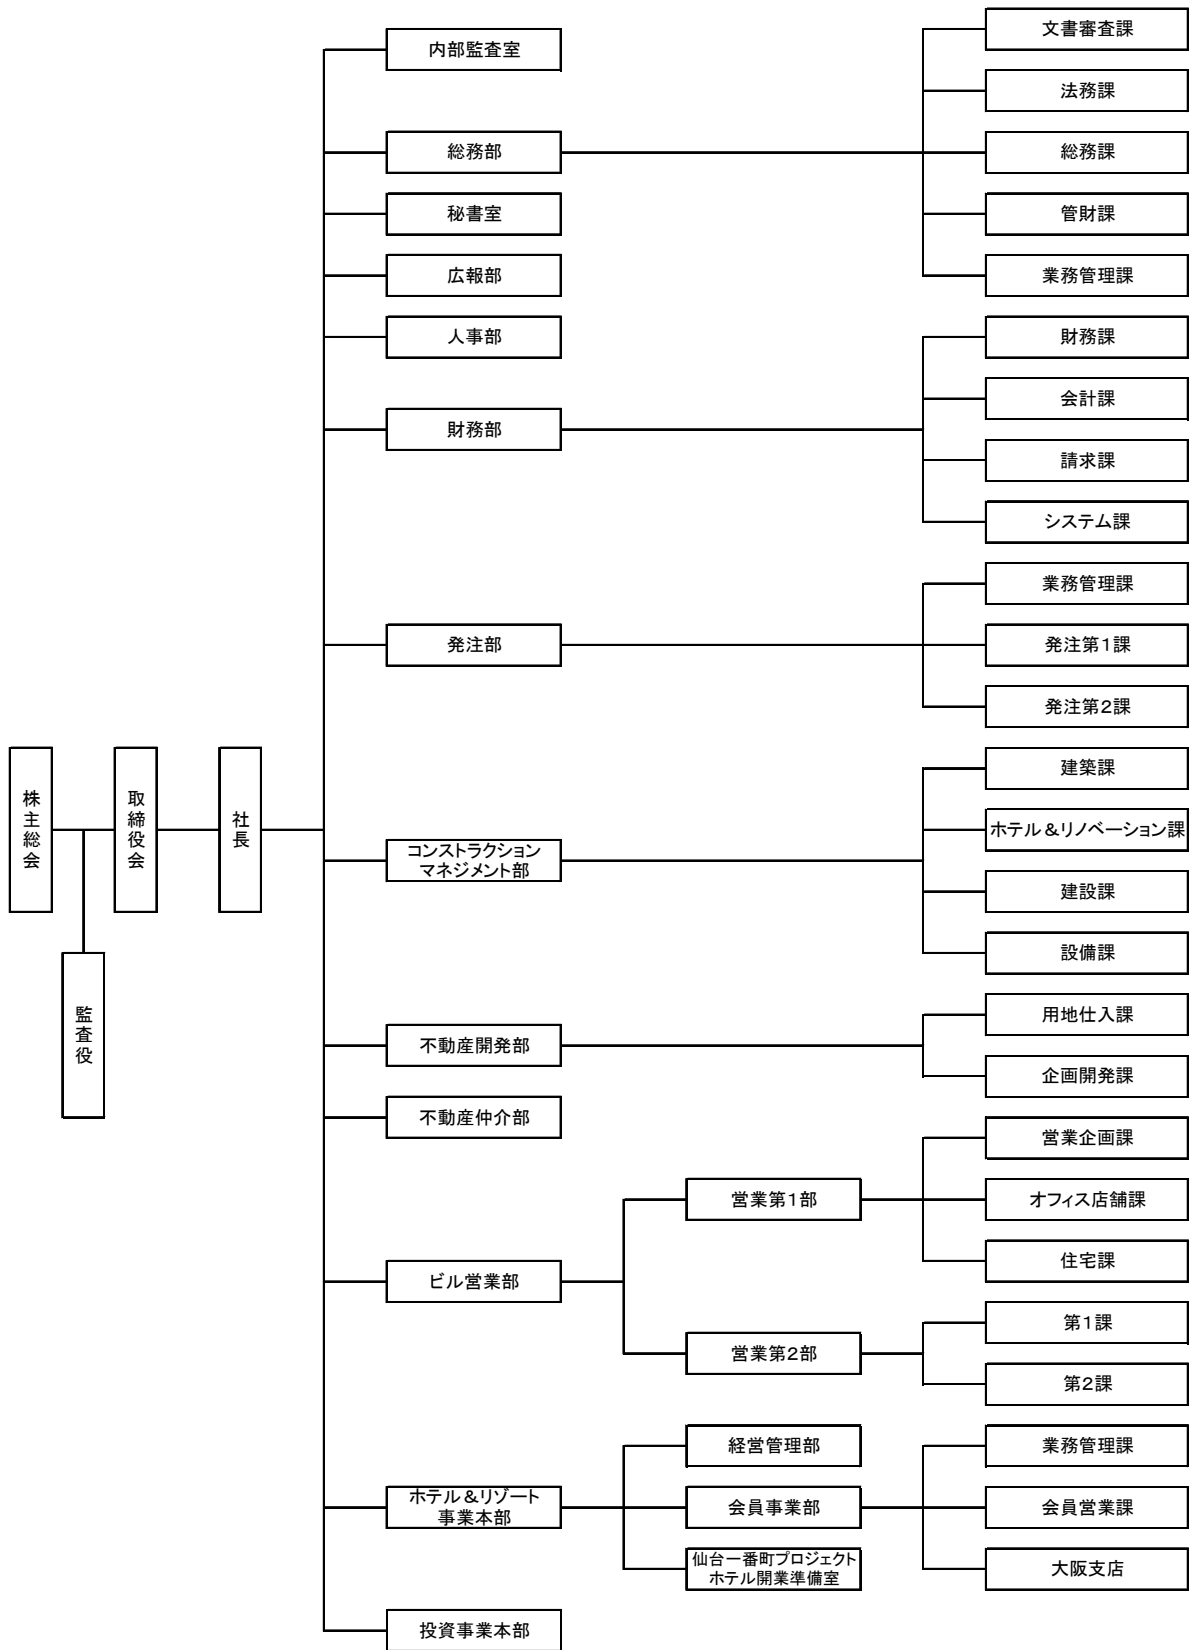 株主総会
監査役
取締役会
社長
内部監査室
総務部
文書審査課
法務課
総務課
管財課
業務管理課
秘書室
広報部
人事部
財務部
財務課
会計課
請求課
システム課
発注部
業務管理課
発注第1課
発注第2課
コンストラクション
マネジメント部
建築課
ホテル&リノベーション課
建設課
設備課
不動産開発部
用地仕入課
企画開発課
不動産仲介部
ビル営業部
営業第1部
営業企画課
オフィス店舗課
住宅課
営業第2部
第1課
第2課
ホテル&リゾート
事業本部
経営管理部
会員事業部
業務管理課
会員営業課
大阪支店
仙台一番町プロジェクト
ホテル開業準備室
投資事業本部